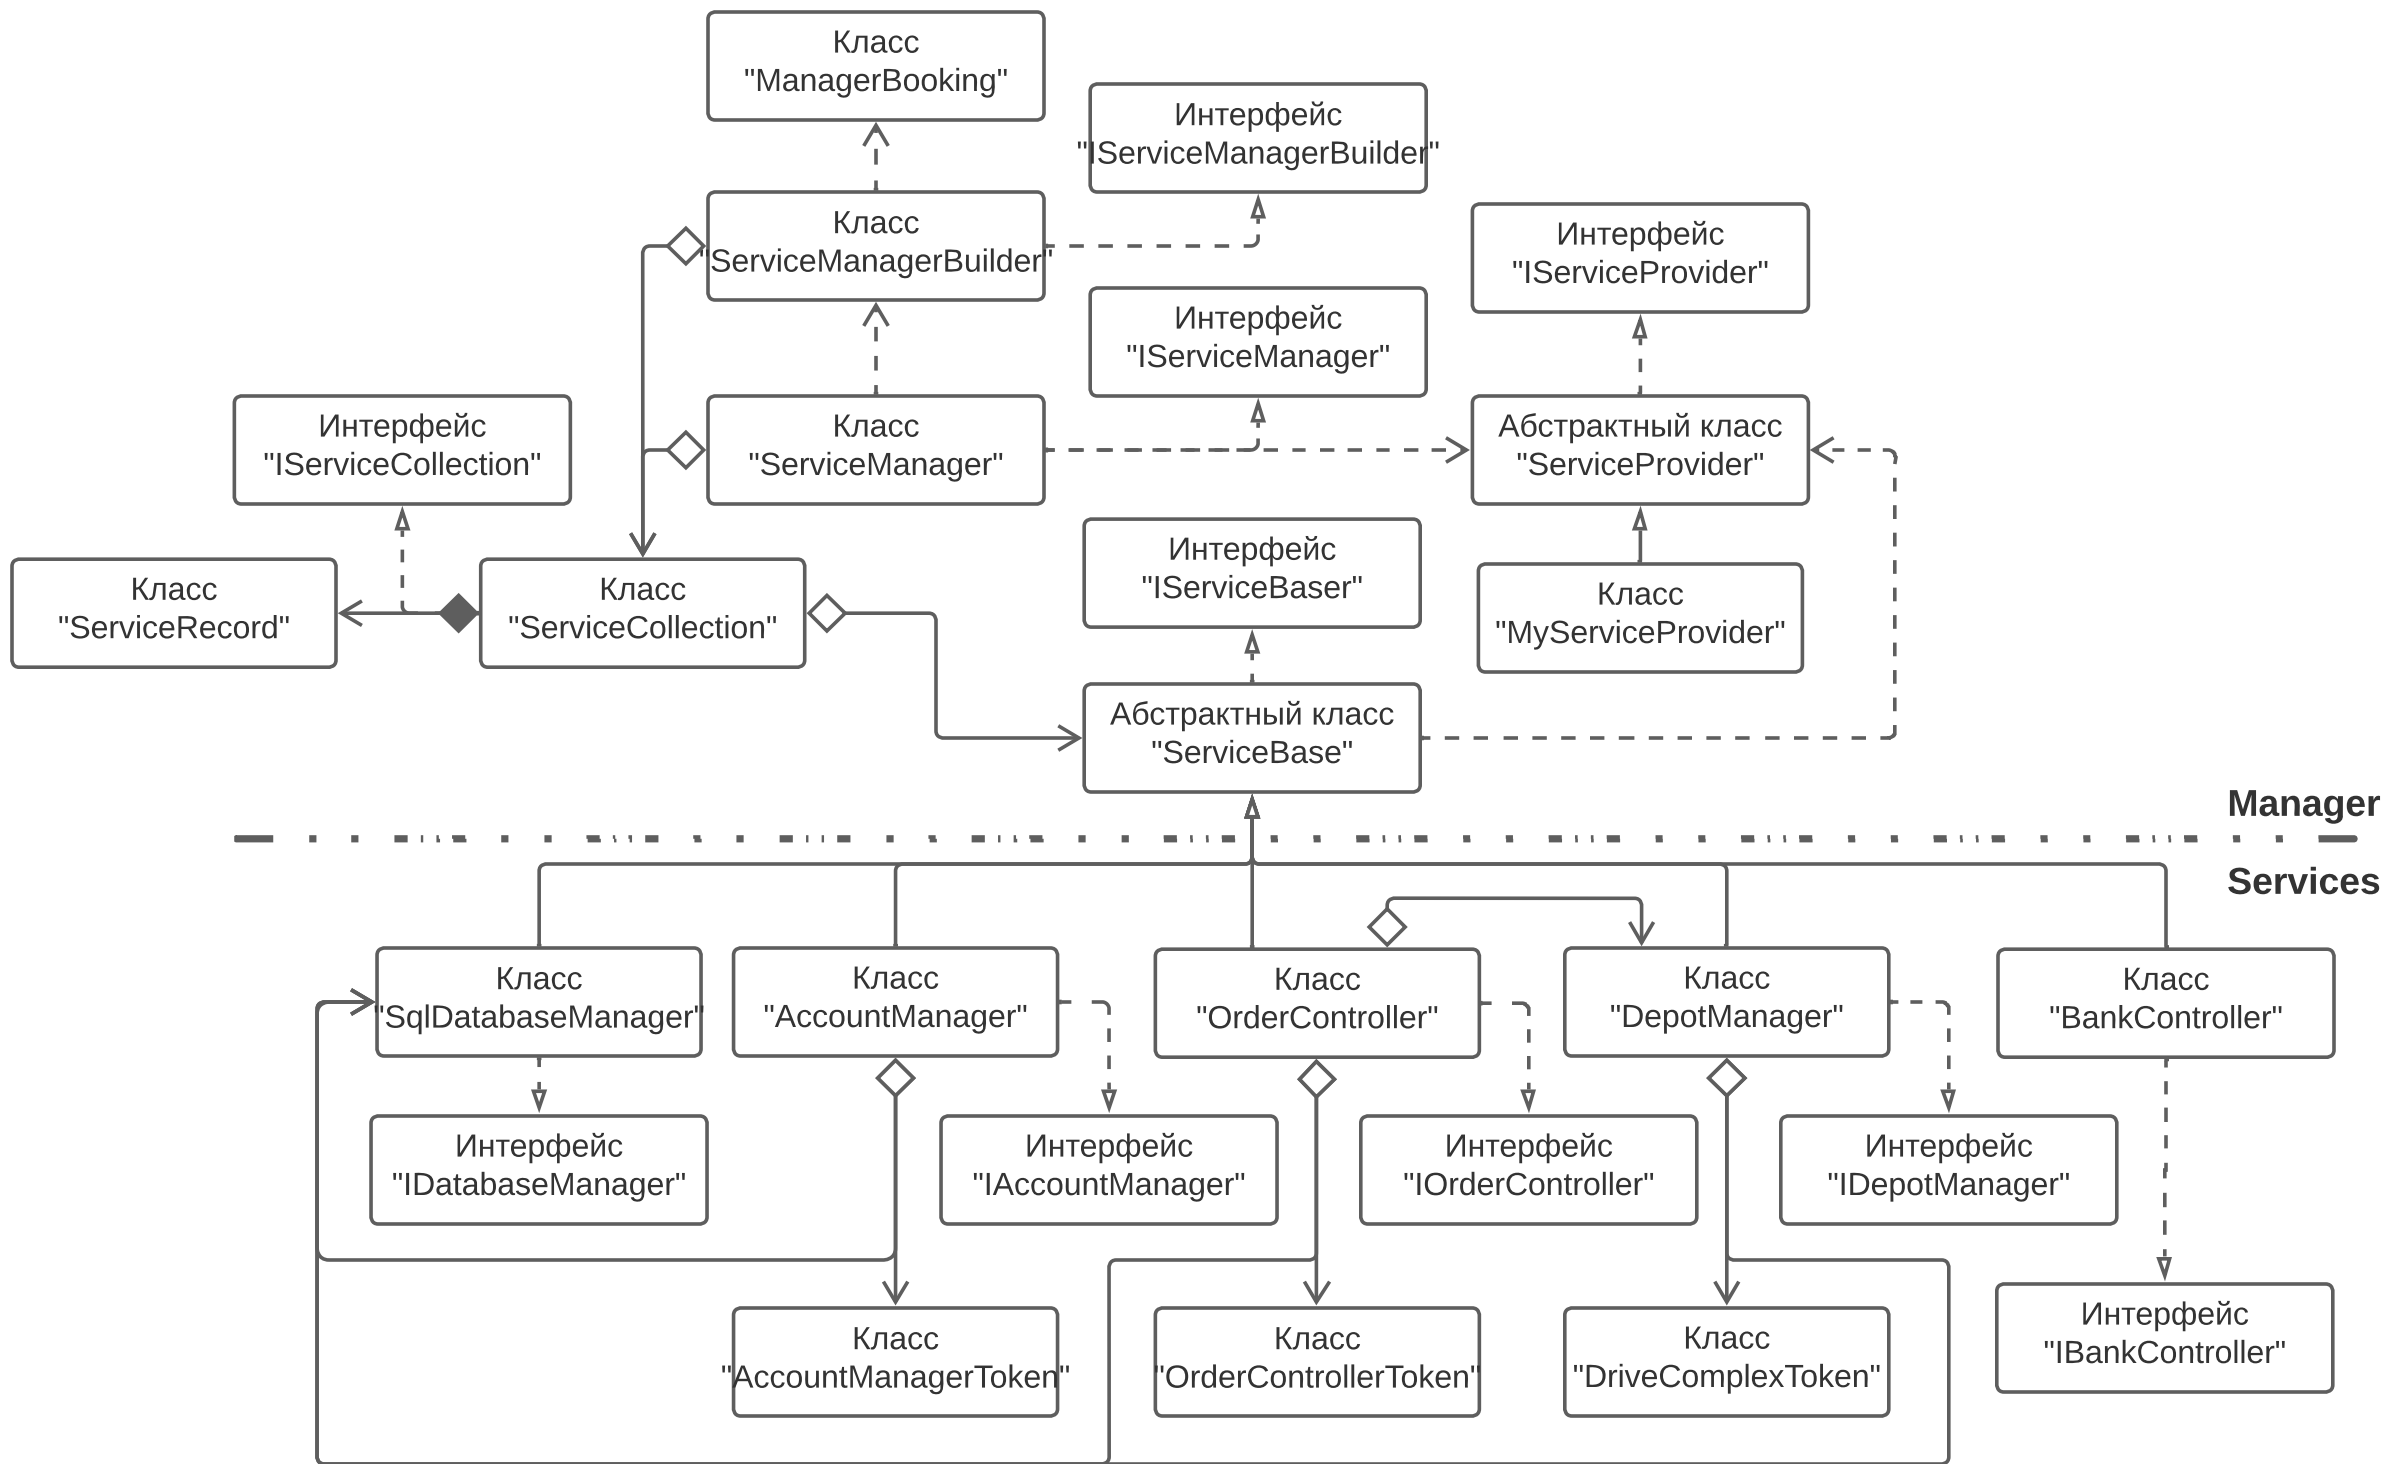 Класс
"ManagerBooking"
Интерфейс
"IServiceManagerBuilder"
Класс
"ServiceManagerBuilder"
Интерфейс
"IServiceProvider"
Интерфейс
"IServiceManager"
Интерфейс
"IServiceCollection"
Класс
"ServiceManager"
Абстрактный класс
"ServiceProvider"
Интерфейс
"IServiceBaser"
Класс
"ServiceRecord"
Класс
"ServiceCollection"
Класс
"MyServiceProvider"
Абстрактный класс
"ServiceBase"
Manager
Services
Класс
"SqlDatabaseManager"
Класс
"AccountManager"
Класс
"OrderController"
Класс
"DepotManager"
Класс
"BankController"
Интерфейс
"IDatabaseManager"
Интерфейс
"IAccountManager"
Интерфейс
"IOrderController"
Интерфейс
"IDepotManager"
Интерфейс
"IBankController"
Класс
"AccountManagerToken"
Класс
"OrderControllerToken"
Класс
"DriveComplexToken"